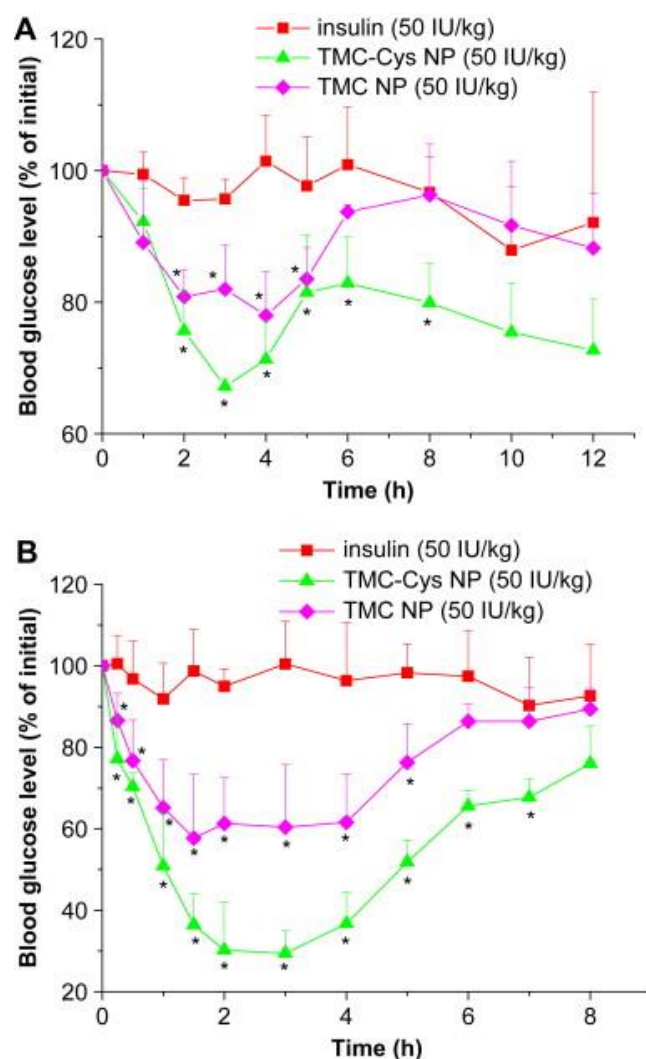 A
insulin (50 IU/kg)
TMC-Cys NP (50 IU/kg)
TMC NP (50 IU/kg)
Blood glucose level (% of initial)
120
100
80
60
* * * *
* * * * * *
0 2 4 6 8 10 12
Time (h)
B
insulin (50 IU/kg)
TMC-Cys NP (50 IU/kg)
TMC NP (50 IU/kg)
Blood glucose level (% of initial)
120
100
80
60
40
20
* * * * * * * *
* * * * * * * * * *
0 2 4 6 8
Time (h)